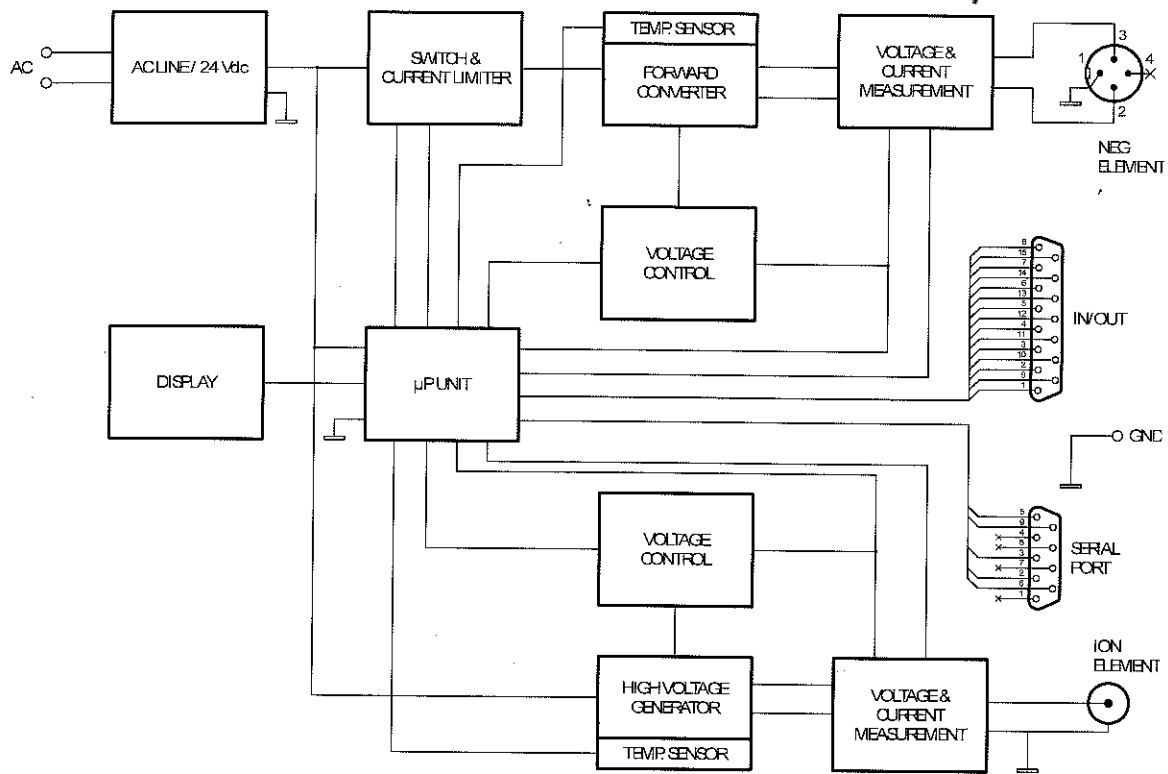 AC
AC LINE / 24 Vdc
SWITCH &
CURRENT LIMITER
TEMP. SENSOR
FORWARD
CONVERTER
VOLTAGE &
CURRENT
MEASUREMENT
3
1
4
2
NEG
ELEMENT
VOLTAGE
CONTROL
8
15
7
14
6
13
5
12
4
11
3
10
2
9
1
IN/OUT
DISPLAY
µP UNIT
GND
VOLTAGE
CONTROL
5
9
4
8
3
7
2
6
1
SERIAL
PORT
HIGH VOLTAGE
GENERATOR
TEMP. SENSOR
VOLTAGE &
CURRENT
MEASUREMENT
ION
ELEMENT